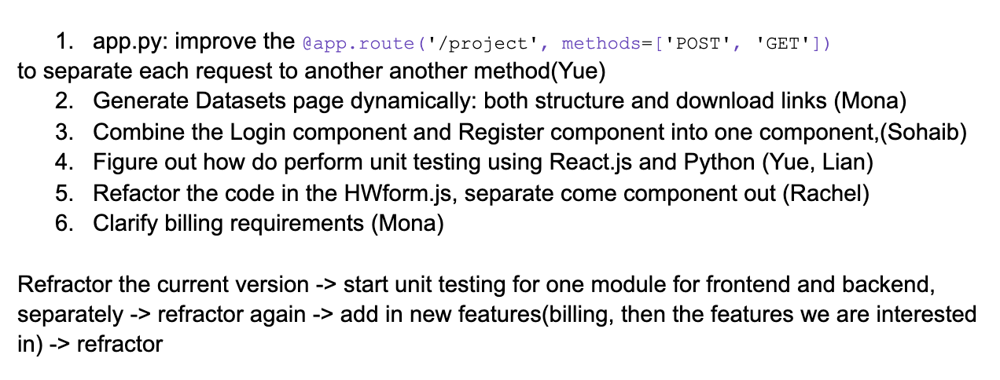 1. app.py: improve the @app.route('/project', methods=['POST', 'GET'])
to separate each request to another another method(Yue)
2. Generate Datasets page dynamically: both structure and download links (Mona)
3. Combine the Login component and Register component into one component,(Sohaib)
4. Figure out how do perform unit testing using React.js and Python (Yue, Lian)
5. Refactor the code in the HWform.js, separate come component out (Rachel)
6. Clarify billing requirements (Mona)
Refractor the current version -> start unit testing for one module for frontend and backend,
separately -> refractor again -> add in new features(billing, then the features we are interested
in) -> refractor